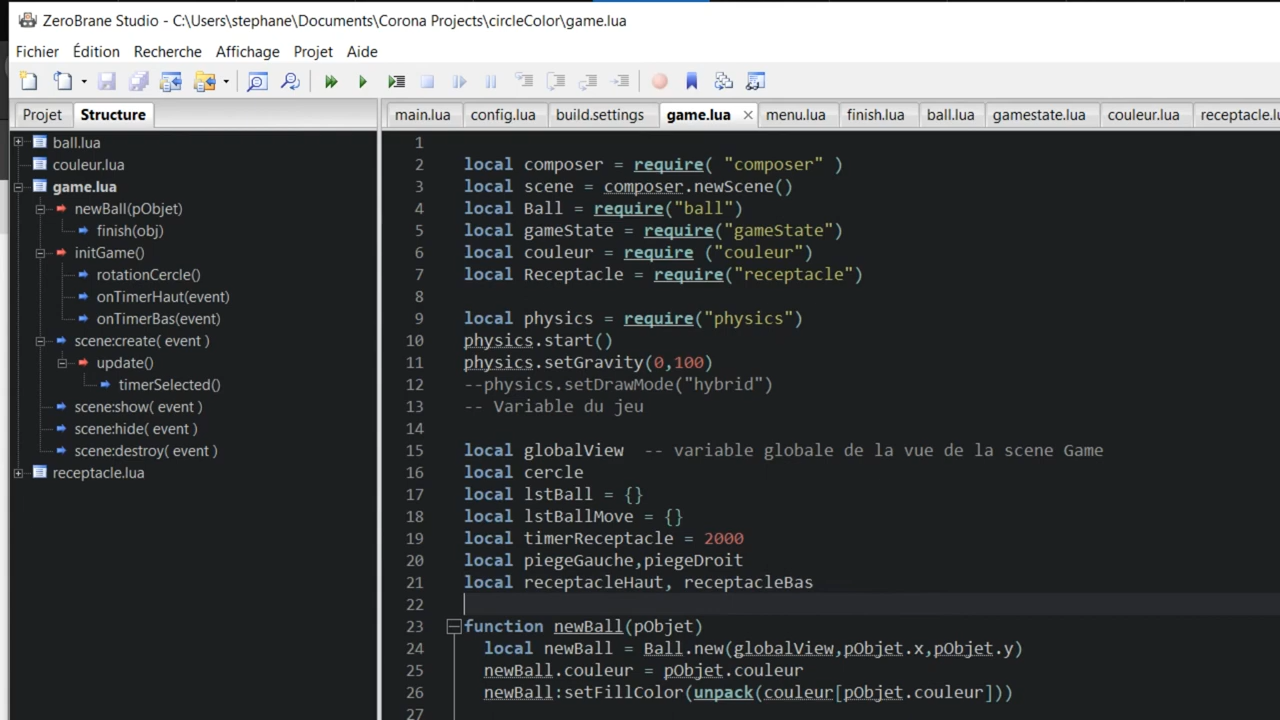 ZeroBrane Studio - C:\Users\stephane\Documents\Corona Projects\circleColor\game.lua
Fichier Édition Recherche Affichage Projet Aide
Projet Structure
ball.lua
couleur.lua
game.lua
newBall(pObjet)
finish(obj)
initGame()
rotationCercle()
onTimerHaut(event)
onTimerBas(event)
scene:create( event )
update()
timerSelected()
scene:show( event )
scene:hide( event )
scene:destroy( event )
receptacle.lua
main.lua config.lua build.settings game.lua menu.lua finish.lua ball.lua gamestate.lua couleur.lua receptacle.lu
1
2 local composer = require( "composer" )
3 local scene = composer.newScene()
4 local Ball = require("ball")
5 local gameState = require("gameState")
6 local couleur = require ("couleur")
7 local Receptacle = require("receptacle")
8
9 local physics = require("physics")
10 physics.start()
11 physics.setGravity(0,100)
12 --physics.setDrawMode("hybrid")
13 -- Variable du jeu
14
15 local globalView  -- variable globale de la vue de la scene Game
16 local cercle
17 local lstBall = {}
18 local lstBallMove = {}
19 local timerReceptacle = 2000
20 local piegeGauche,piegeDroit
21 local receptacleHaut, receptacleBas
22
23 function newBall(pObjet)
24 local newBall = Ball.new(globalView,pObjet.x,pObjet.y)
25 newBall.couleur = pObjet.couleur
26 newBall:setFillColor(unpack(couleur[pObjet.couleur]))
27